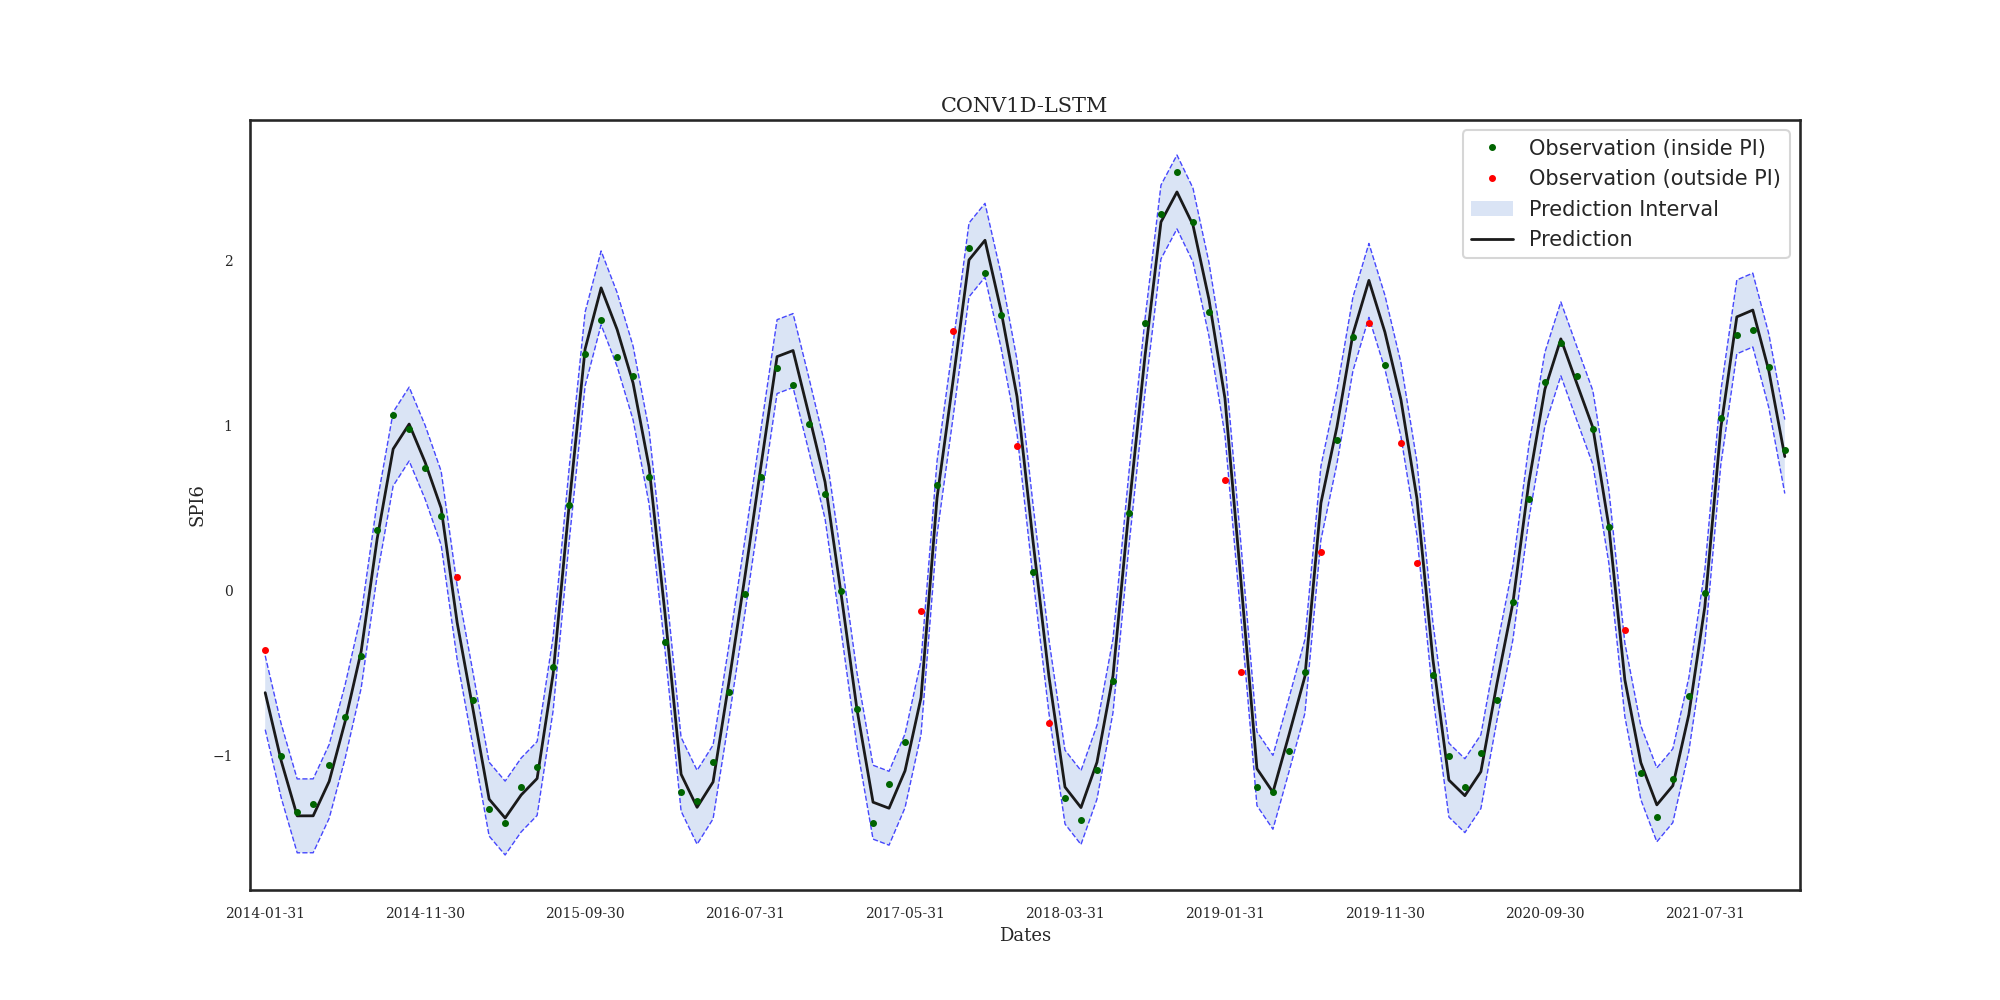 CONV1D-LSTM
Observation (inside PI)
Observation (outside PI)
Prediction Interval
Prediction
2
1
0
−1
SPI6
2014-01-31 2014-11-30 2015-09-30 2016-07-31 2017-05-31 2018-03-31 2019-01-31 2019-11-30 2020-09-30 2021-07-31
Dates